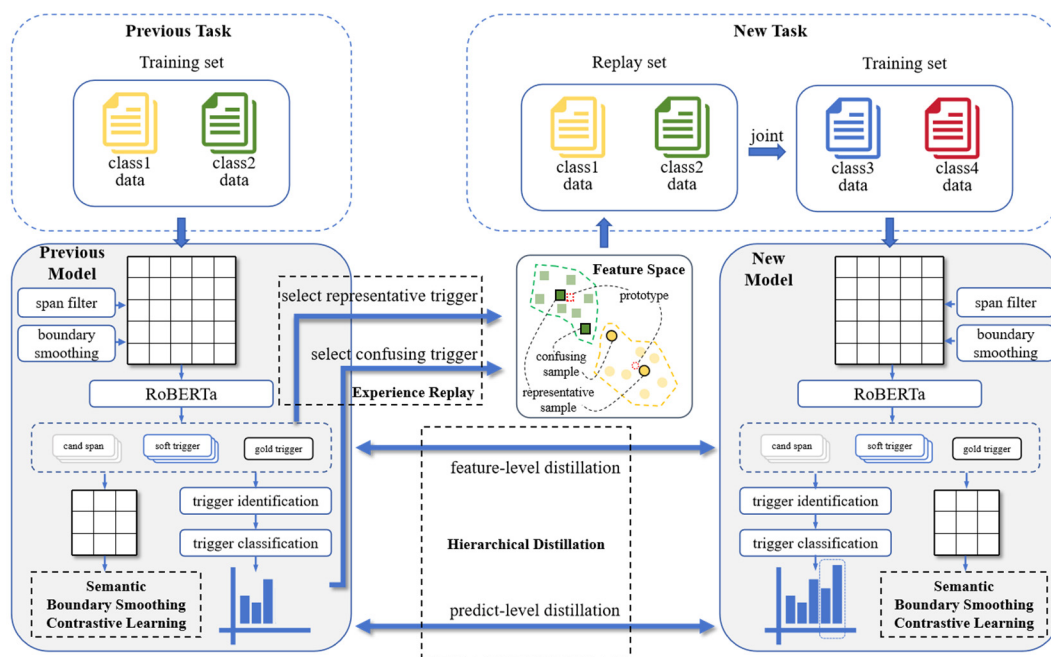 Previous Task
Training set
class1
data
class2
data
New Task
Replay set
class1
data
class2
data
joint
Training set
class3
data
class4
data
Previous
Model
span filter
boundary
smoothing
RoBERTa
cand span
soft trigger
gold trigger
trigger identification
trigger classification
Semantic
Boundary Smoothing
Contrastive Learning
select representative trigger
select confusing trigger
Experience Replay
Feature Space
prototype
confusing
sample
representative
sample
feature-level distillation
Hierarchical Distillation
predict-level distillation
New
Model
span filter
boundary
smoothing
RoBERTa
cand span
soft trigger
gold trigger
trigger identification
trigger classification
Semantic
Boundary Smoothing
Contrastive Learning